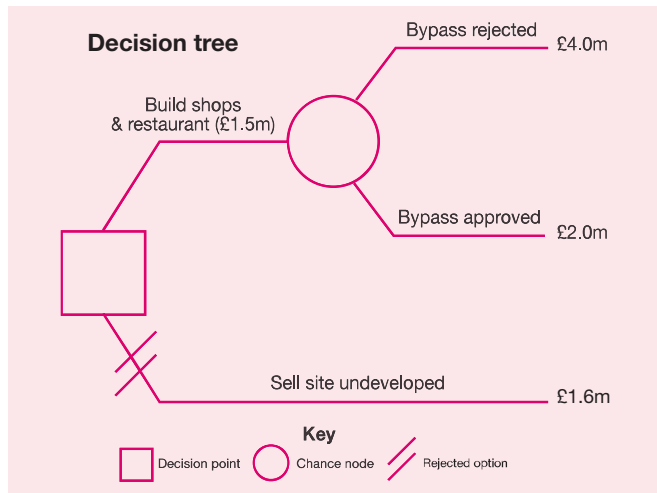 Decision tree
Bypass rejected
£4.0m
Build shops
& restaurant (£1.5m)
Bypass approved
£2.0m
Sell site undeveloped
£1.6m
Key
Decision point
Chance node
Rejected option